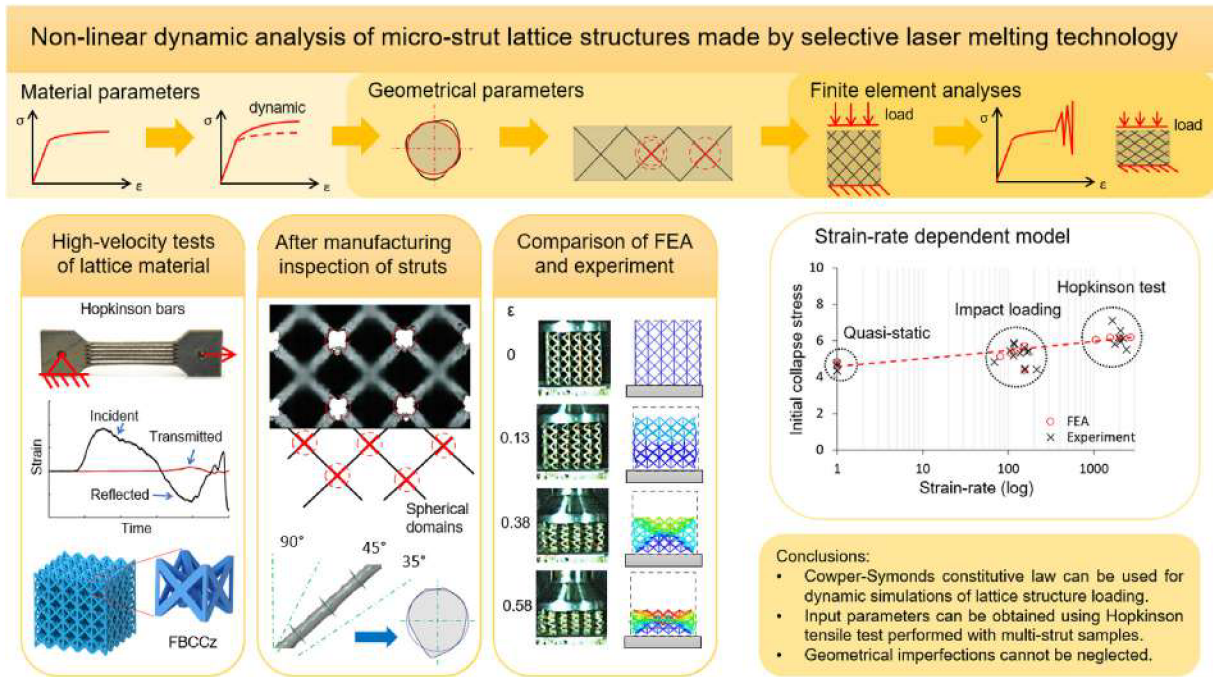 Non-linear dynamic analysis of micro-strut lattice structures made by selective laser melting technology
Material parameters
σ
ε
dynamic
σ
ε
Geometrical parameters
Finite element analyses
load
σ
ε
load
High-velocity tests
of lattice material
Hopkinson bars
Incident
Transmitted
Strain
Reflected
Time
FBCCz
After manufacturing
inspection of struts
Spherical
domains
90°
45°
35°
Comparison of FEA
and experiment
ε
0
0.13
0.38
0.58
Strain-rate dependent model
Initial collapse stress
10
8
6
4
2
0
Quasi-static
Impact loading
Hopkinson test
FEA
Experiment
1
10
100
1000
Strain-rate (log)
Conclusions:
• Cowper-Symonds constitutive law can be used for
dynamic simulations of lattice structure loading.
• Input parameters can be obtained using Hopkinson
tensile test performed with multi-strut samples.
• Geometrical imperfections cannot be neglected.